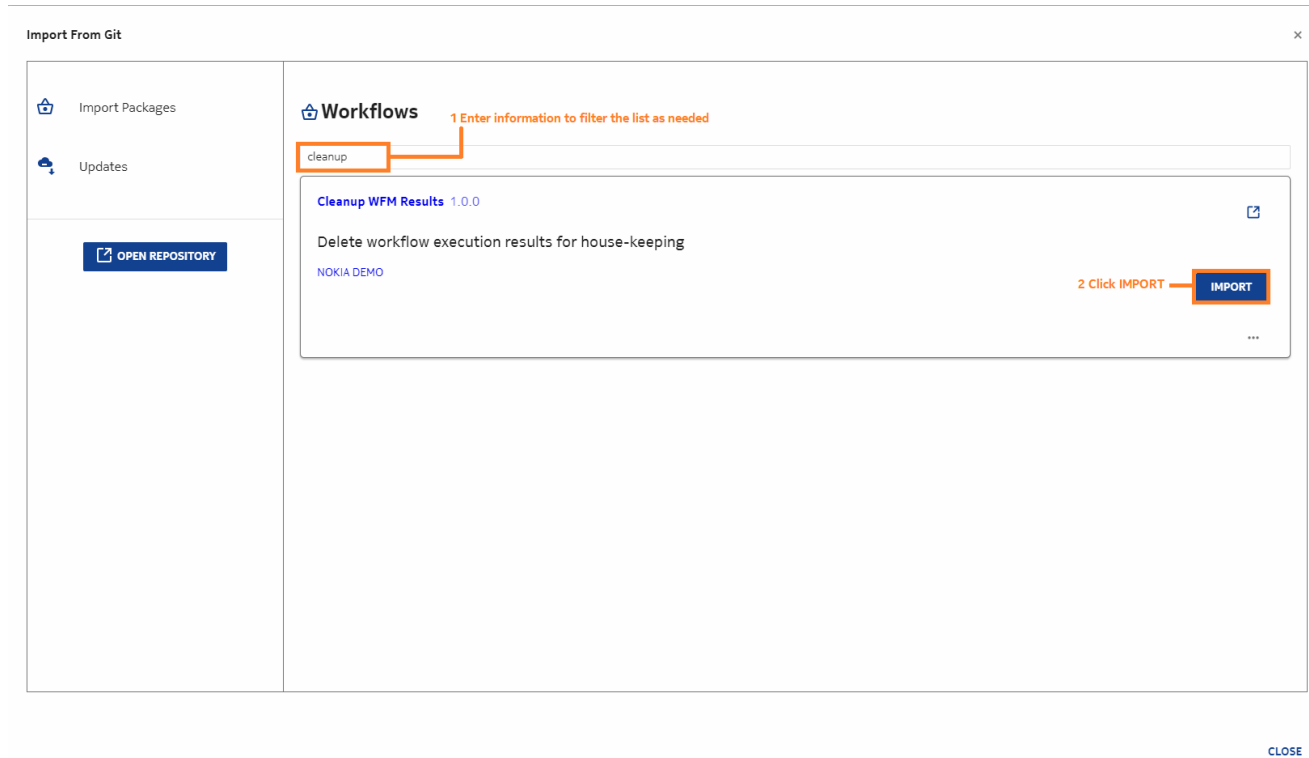 Import From Git
×
Import Packages
Updates
OPEN REPOSITORY
Workflows
1 Enter information to filter the list as needed
cleanup
Cleanup WFM Results 1.0.0
Delete workflow execution results for house-keeping
NOKIA DEMO
2 Click IMPORT
IMPORT
...
CLOSE